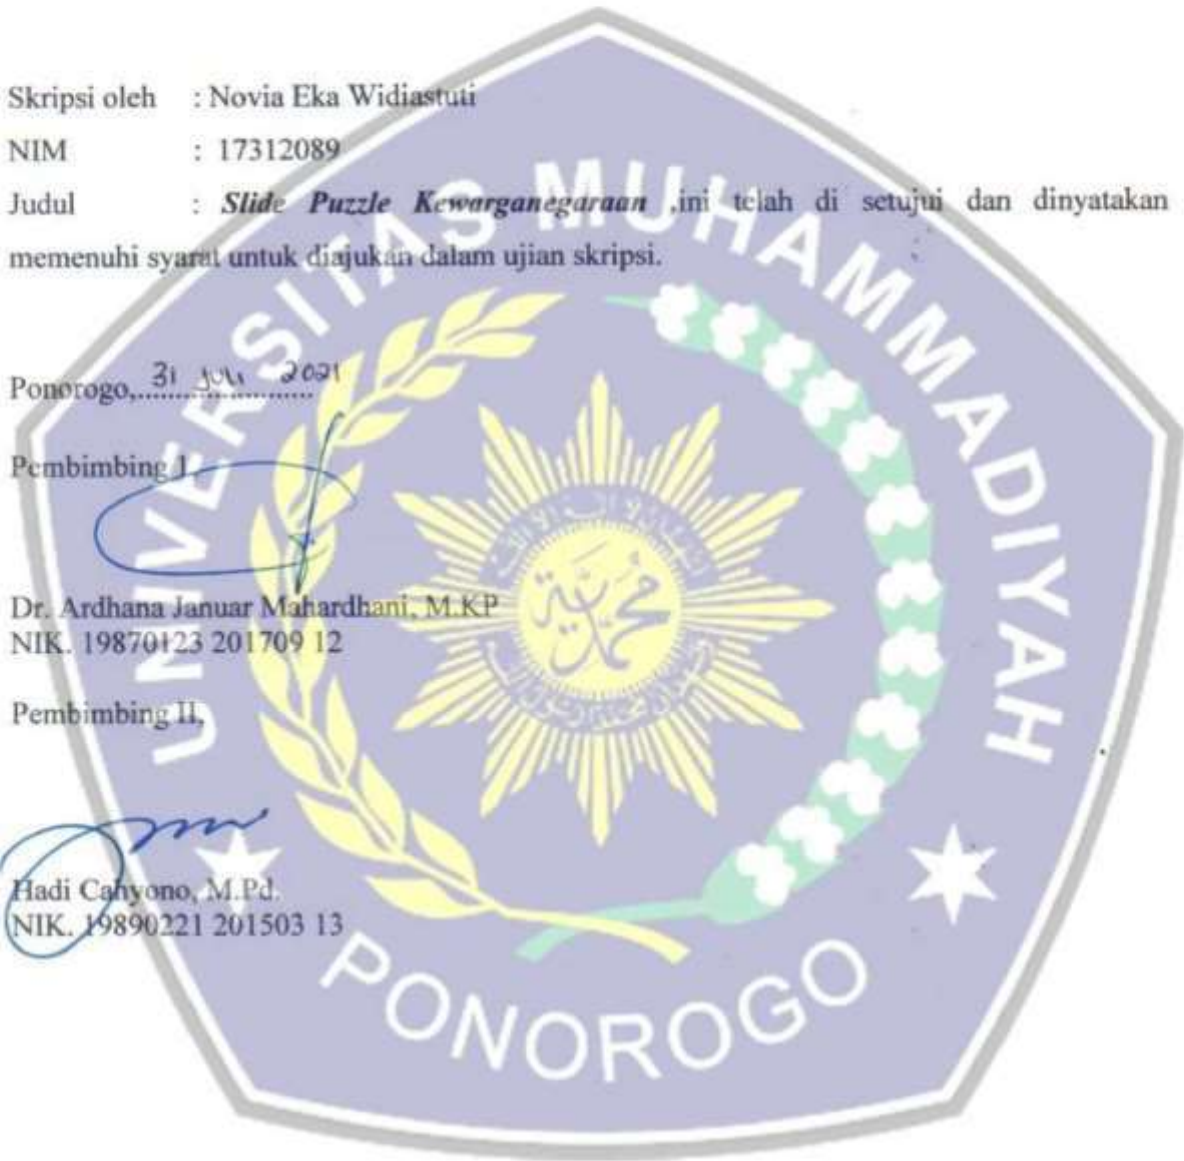 Skripsi oleh : Novia Eka Widiastuti
NIM : 17312089
Judul : Slide Puzzle Kewarganegaraan ,ini telah di setujui dan dinyatakan
memenuhi syarat untuk diajukan dalam ujian skripsi.
Ponorogo,...................... 31 Juli 2021
Pembimbing I,
Dr. Ardhana Januar Mahardhani, M.KP
NIK. 19870123 201709 12
Pembimbing II,
Hadi Cahyono, M.Pd.
NIK. 19890221 201503 13
UNIVERSITAS MUHAMMADIYAH
PONOROGO
محمدية